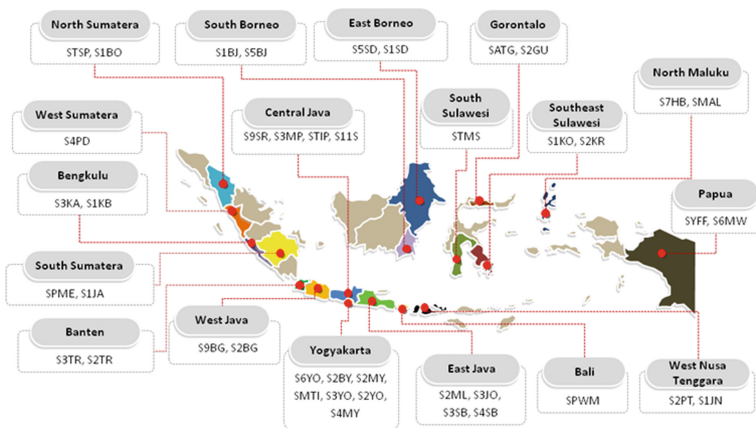 North Sumatera
STSP, S1BO
South Borneo
S1BJ, S5BJ
East Borneo
S5SD, S1SD
Gorontalo
SATG, S2GU
North Maluku
S7HB, SMAL
West Sumatera
S4PD
Central Java
S9SR, S3MP, STIP, S11S
South
Sulawesi
STMS
Southeast
Sulawesi
S1KO, S2KR
Bengkulu
S3KA, S1KB
Papua
SYFF, S6MW
South Sumatera
SPME, S1JA
Banten
S3TR, S2TR
West Java
S9BG, S2BG
Yogyakarta
S6YO, S2BY, S2MY,
SMTI, S3YO, S2YO,
S4MY
East Java
S2ML, S3JO,
S3SB, S4SB
Bali
SPWM
West Nusa
Tenggara
S2PT, S1JN